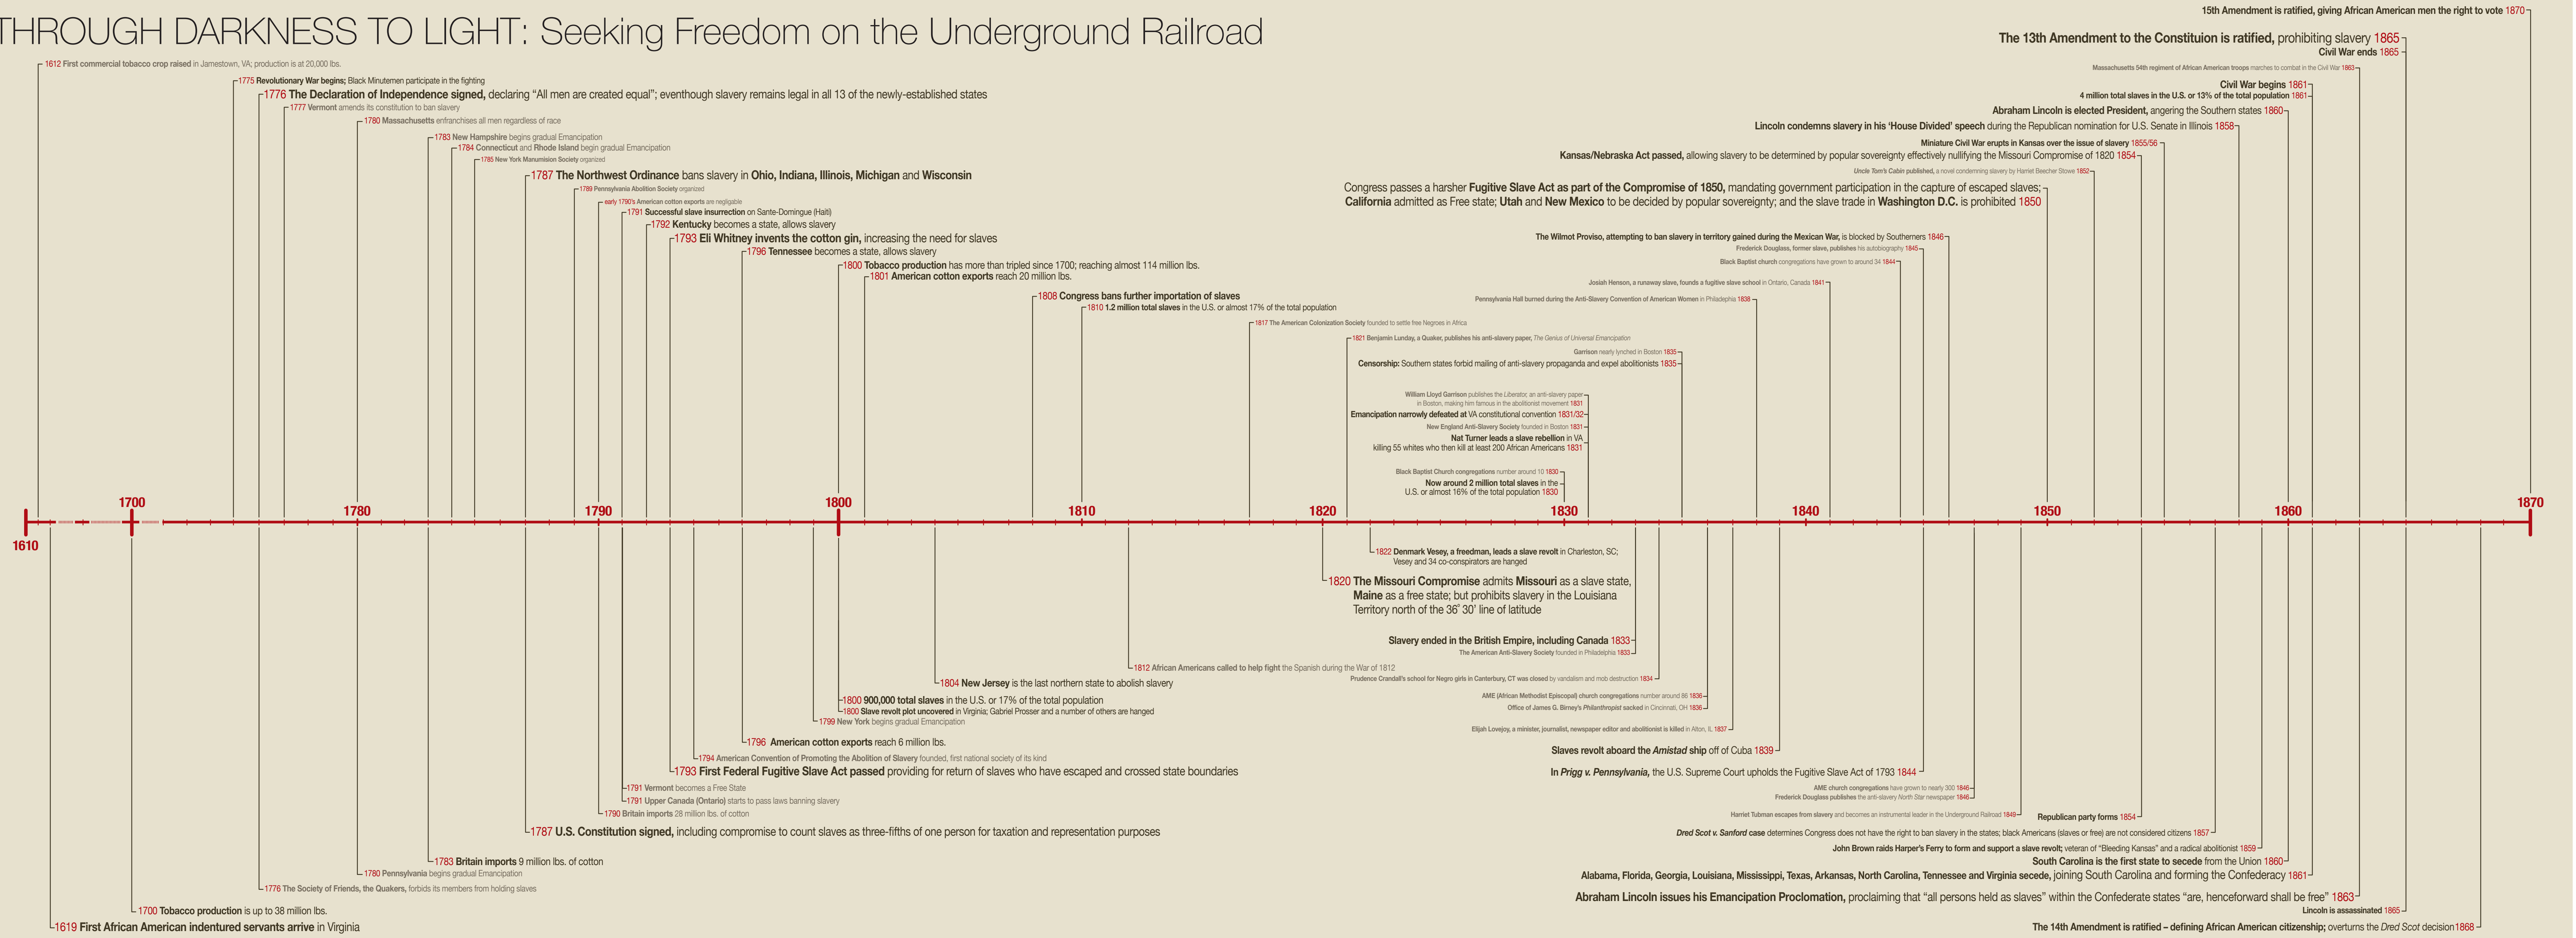 THROUGH DARKNESS TO LIGHT: Seeking Freedom on the Underground Railroad
1612 First commercial tobacco crop raised in Jamestown, VA; production is at 20,000 lbs.
1775 Revolutionary War begins; Black Minutemen participate in the fighting
1776 The Declaration of Independence signed, declaring “All men are created equal”; eventhough slavery remains legal in all 13 of the newly-established states
1777 Vermont amends its constitution to ban slavery
1780 Massachusetts enfranchises all men regardless of race
1783 New Hampshire begins gradual Emancipation
1784 Connecticut and Rhode Island begin gradual Emancipation
1785 New York Manumision Society organized
1787 The Northwest Ordinance bans slavery in Ohio, Indiana, Illinois, Michigan and Wisconsin
1789 Pennsylvania Abolition Society organized
early 1790's American cotton exports are negligible
1791 Successful slave insurrection on Sante-Domingue (Haiti)
1792 Kentucky becomes a state, allows slavery
1793 Eli Whitney invents the cotton gin, increasing the need for slaves
1796 Tennessee becomes a state, allows slavery
1800 Tobacco production has more than tripled since 1700; reaching almost 114 million lbs.
1801 American cotton exports reach 20 million lbs.
1808 Congress bans further importation of slaves
1810 1.2 million total slaves in the U.S. or almost 17% of the total population
1817 The American Colonization Society founded to settle free Negroes in Africa
1821 Benjamin Lunday, a Quaker, publishes his anti-slavery paper, The Genius of Universal Emancipation
15th Amendment is ratified, giving African American men the right to vote 1870
The 13th Amendment to the Constituion is ratified, prohibiting slavery 1865
Civil War ends 1865
Massachusetts 54th regiment of African American troops marches to combat in the Civil War 1863
Civil War begins 1861
4 million total slaves in the U.S. or 13% of the total population 1861
Abraham Lincoln is elected President, angering the Southern states 1860
Lincoln condemns slavery in his ‘House Divided’ speech during the Republican nomination for U.S. Senate in Illinois 1858
Miniature Civil War erupts in Kansas over the issue of slavery 1855/56
Kansas/Nebraska Act passed, allowing slavery to be determined by popular sovereignty effectively nullifying the Missouri Compromise of 1820 1854
Uncle Tom's Cabin published, a novel condemning slavery by Harriet Beecher Stowe 1852
Congress passes a harsher Fugitive Slave Act as part of the Compromise of 1850, mandating government participation in the capture of escaped slaves;
California admitted as Free state; Utah and New Mexico to be decided by popular sovereignty; and the slave trade in Washington D.C. is prohibited 1850
The Wilmot Proviso, attempting to ban slavery in territory gained during the Mexican War, is blocked by Southerners 1846
Frederick Douglass, former slave, publishes his autobiography 1845
Black Baptist church congregations have grown to around 34 1844
Josiah Henson, a runaway slave, founds a fugitive slave school in Ontario, Canada 1841
Pennsylvania Hall burned during the Anti-Slavery Convention of American Women in Philadephia 1838
Garrison nearly lynched in Boston 1835
Censorship: Southern states forbid mailing of anti-slavery propaganda and expel abolitionists 1835
William Lloyd Garrison publishes the Liberator, an anti-slavery paper
in Boston, making him famous in the abolitionist movement 1831
Emancipation narrowly defeated at VA constitutional convention 1831/32
New England Anti-Slavery Society founded in Boston 1831
Nat Turner leads a slave rebellion in VA
killing 55 whites who then kill at least 200 African Americans 1831
Black Baptist Church congregations number around 10 1830
Now around 2 million total slaves in the
U.S. or almost 16% of the total population 1830
1610
1700
1780
1790
1800
1810
1820
1830
1840
1850
1860
1870
1822 Denmark Vesey, a freedman, leads a slave revolt in Charleston, SC;
Vesey and 34 co-conspirators are hanged
1820 The Missouri Compromise admits Missouri as a slave state,
Maine as a free state; but prohibits slavery in the Louisiana
Territory north of the 36° 30’ line of latitude
Slavery ended in the British Empire, including Canada 1833
The American Anti-Slavery Society founded in Philadelphia 1833
1812 African Americans called to help fight the Spanish during the War of 1812
Prudence Crandall's school for Negro girls in Canterbury, CT was closed by vandalism and mob destruction 1834
1804 New Jersey is the last northern state to abolish slavery
AME (African Methodist Episcopal) church congregations number around 86 1836
1800 900,000 total slaves in the U.S. or 17% of the total population
Office of James G. Birney's Philanthropist sacked in Cincinnati, OH 1836
1800 Slave revolt plot uncovered in Virginia; Gabriel Prosser and a number of others are hanged
1799 New York begins gradual Emancipation
Elijah Lovejoy, a minister, journalist, newspaper editor and abolitionist is killed in Alton, IL 1837
1796 American cotton exports reach 6 million lbs.
Slaves revolt aboard the Amistad ship off of Cuba 1839
1794 American Convention of Promoting the Abolition of Slavery founded, first national society of its kind
1793 First Federal Fugitive Slave Act passed providing for return of slaves who have escaped and crossed state boundaries
In Prigg v. Pennsylvania, the U.S. Supreme Court upholds the Fugitive Slave Act of 1793 1844
1791 Vermont becomes a Free State
AME church congregations have grown to nearly 300 1846
Frederick Douglass publishes the anti-slavery North Star newspaper 1846
1791 Upper Canada (Ontario) starts to pass laws banning slavery
1790 Britain imports 28 million lbs. of cotton
Harriet Tubman escapes from slavery and becomes an instrumental leader in the Underground Railroad 1849
Republican party forms 1854
1787 U.S. Constitution signed, including compromise to count slaves as three-fifths of one person for taxation and representation purposes
Dred Scot v. Sanford case determines Congress does not have the right to ban slavery in the states; black Americans (slaves or free) are not considered citizens 1857
John Brown raids Harper's Ferry to form and support a slave revolt; veteran of “Bleeding Kansas” and a radical abolitionist 1859
1783 Britain imports 9 million lbs. of cotton
South Carolina is the first state to secede from the Union 1860
1780 Pennsylvania begins gradual Emancipation
Alabama, Florida, Georgia, Louisiana, Mississippi, Texas, Arkansas, North Carolina, Tennessee and Virginia secede, joining South Carolina and forming the Confederacy 1861
1776 The Society of Friends, the Quakers, forbids its members from holding slaves
Abraham Lincoln issues his Emancipation Proclomation, proclaiming that “all persons held as slaves” within the Confederate states “are, henceforward shall be free” 1863
1700 Tobacco production is up to 38 million lbs.
Lincoln is assassinated 1865
1619 First African American indentured servants arrive in Virginia
The 14th Amendment is ratified – defining African American citizenship; overturns the Dred Scot decision 1868